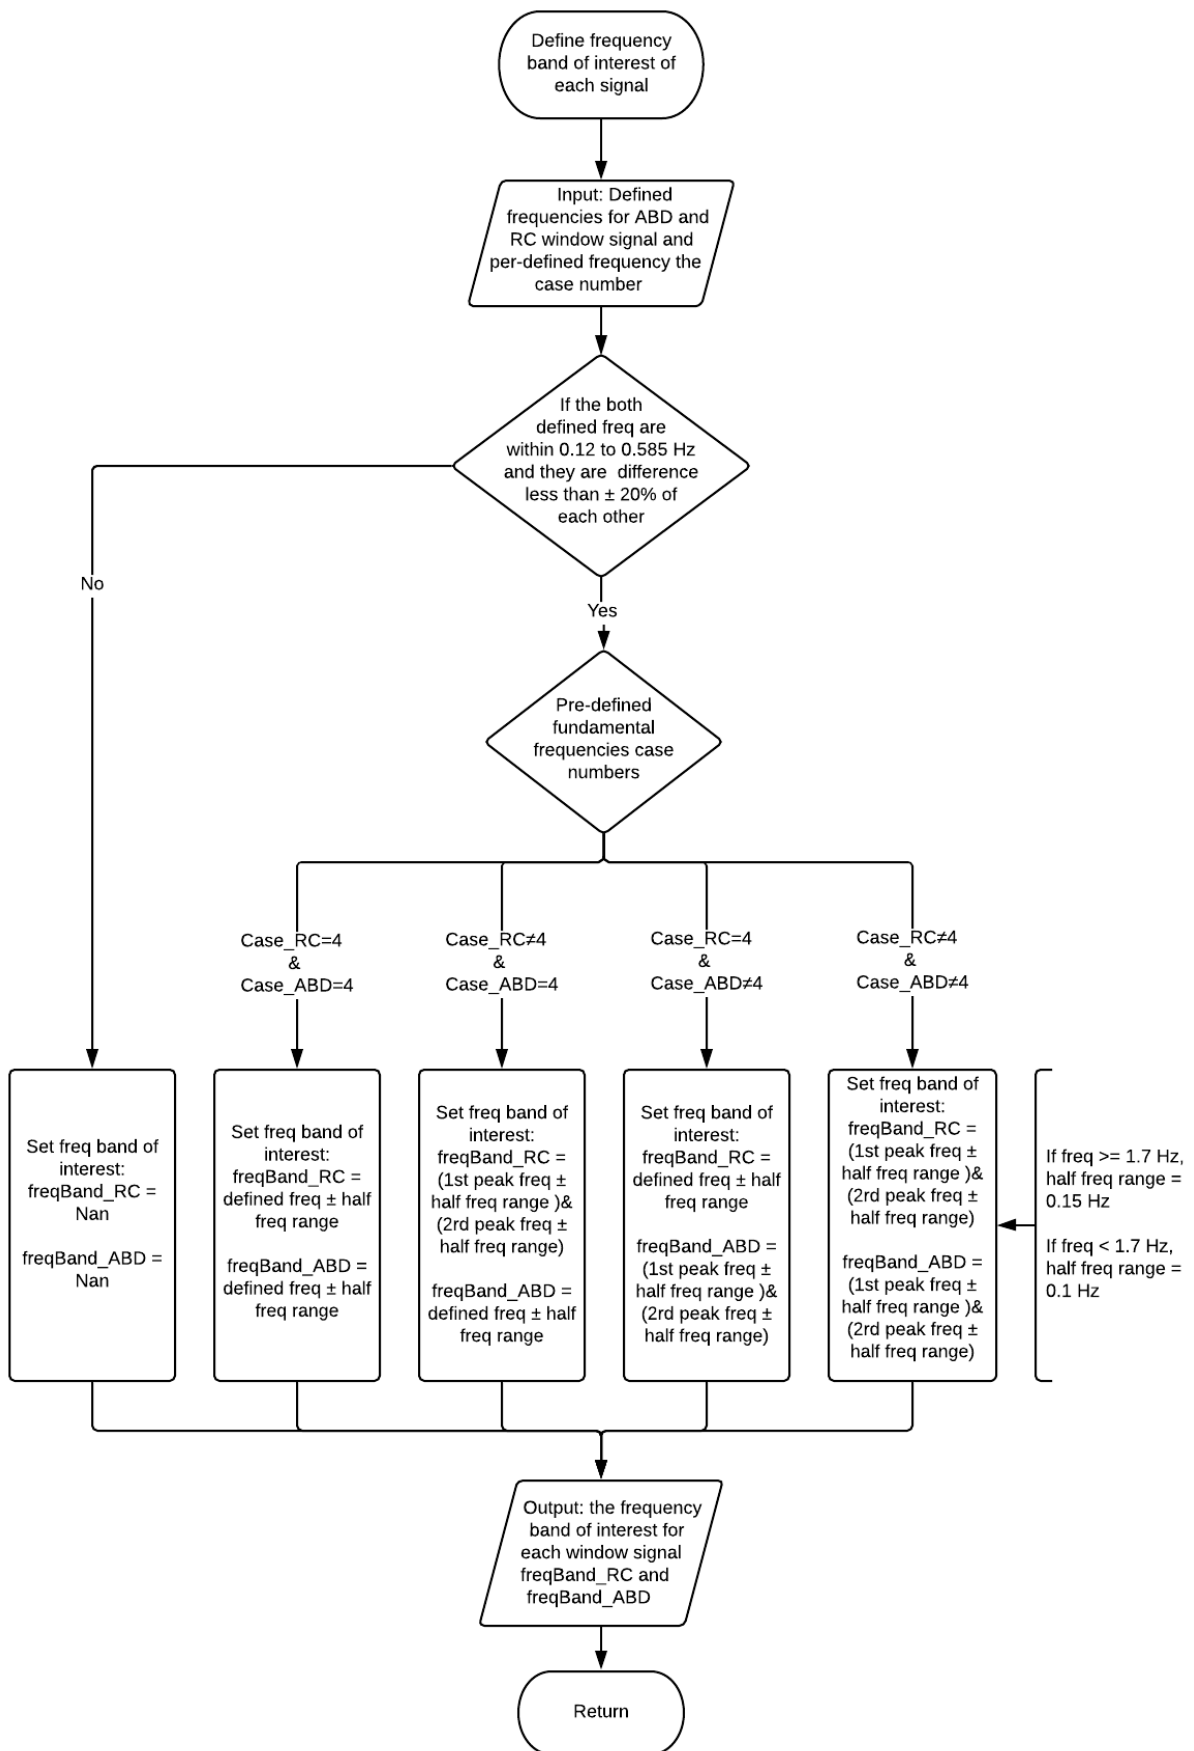 Define frequency
band of interest of
each signal
Input: Defined
frequencies for ABD and
RC window signal and
per-defined frequency the
case number
If the both
defined freq are
within 0.12 to 0.585 Hz
and they are difference
less than ± 20% of
each other
No
Yes
Pre-defined
fundamental
frequencies case
numbers
Case_RC=4
&
Case_ABD=4
Case_RC≠4
&
Case_ABD=4
Case_RC=4
&
Case_ABD≠4
Case_RC≠4
&
Case_ABD≠4
Set freq band of
interest:
freqBand_RC =
Nan
freqBand_ABD =
Nan
Set freq band of
interest:
freqBand_RC =
defined freq ± half
freq range
freqBand_ABD =
defined freq ± half
freq range
Set freq band of
interest:
freqBand_RC =
(1st peak freq ±
half freq range )&
(2rd peak freq ±
half freq range)
freqBand_ABD =
defined freq ± half
freq range
Set freq band of
interest:
freqBand_RC =
defined freq ± half
freq range
freqBand_ABD =
(1st peak freq ±
half freq range )&
(2rd peak freq ±
half freq range)
Set freq band of
interest:
freqBand_RC =
(1st peak freq ±
half freq range )&
(2rd peak freq ±
half freq range)
freqBand_ABD =
(1st peak freq ±
half freq range )&
(2rd peak freq ±
half freq range)
If freq >= 1.7 Hz,
half freq range =
0.15 Hz
If freq < 1.7 Hz,
half freq range =
0.1 Hz
Output: the frequency
band of interest for
each window signal
freqBand_RC and
freqBand_ABD
Return